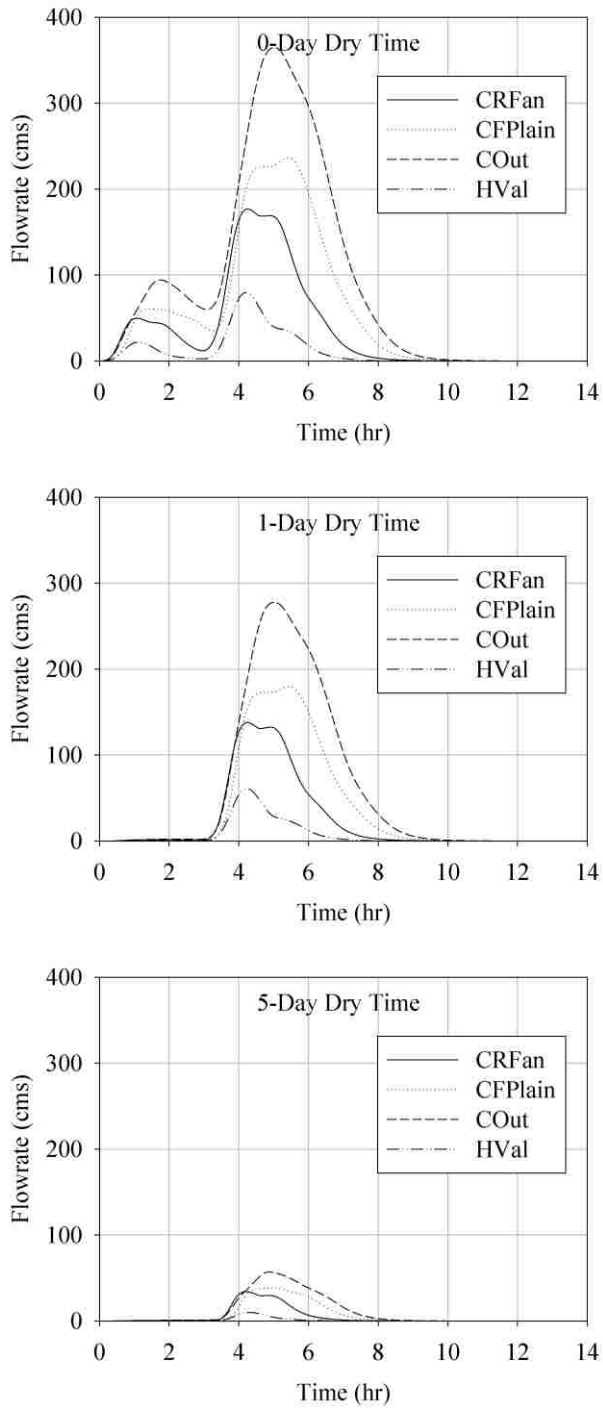 0-Day Dry Time
400
300
200
100
0
Flowrate (cms)
CRFan
CFPlain
COut
HVal
0 2 4 6 8 10 12 14
Time (hr)
1-Day Dry Time
400
300
200
100
0
Flowrate (cms)
CRFan
CFPlain
COut
HVal
0 2 4 6 8 10 12 14
Time (hr)
5-Day Dry Time
400
300
200
100
0
Flowrate (cms)
CRFan
CFPlain
COut
HVal
0 2 4 6 8 10 12 14
Time (hr)